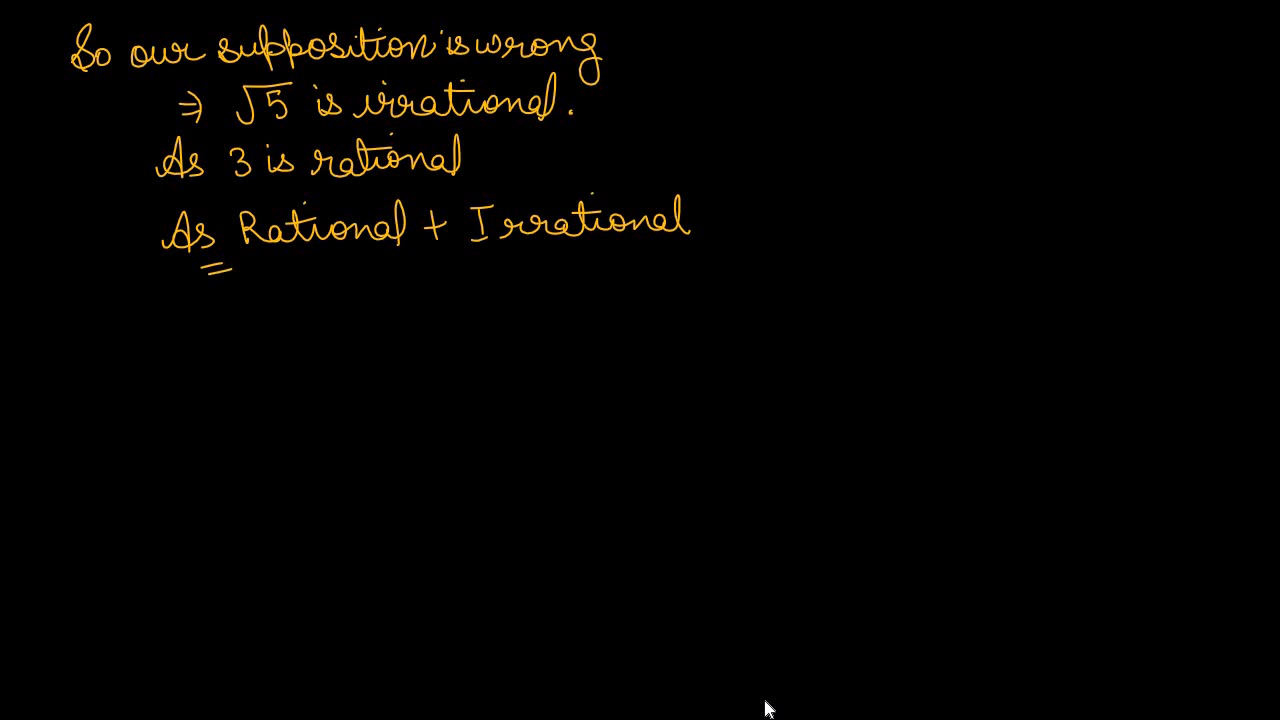 So our supposition is wrong
⇒ √5 is irrational.
As 3 is rational
As Rational + Irrational